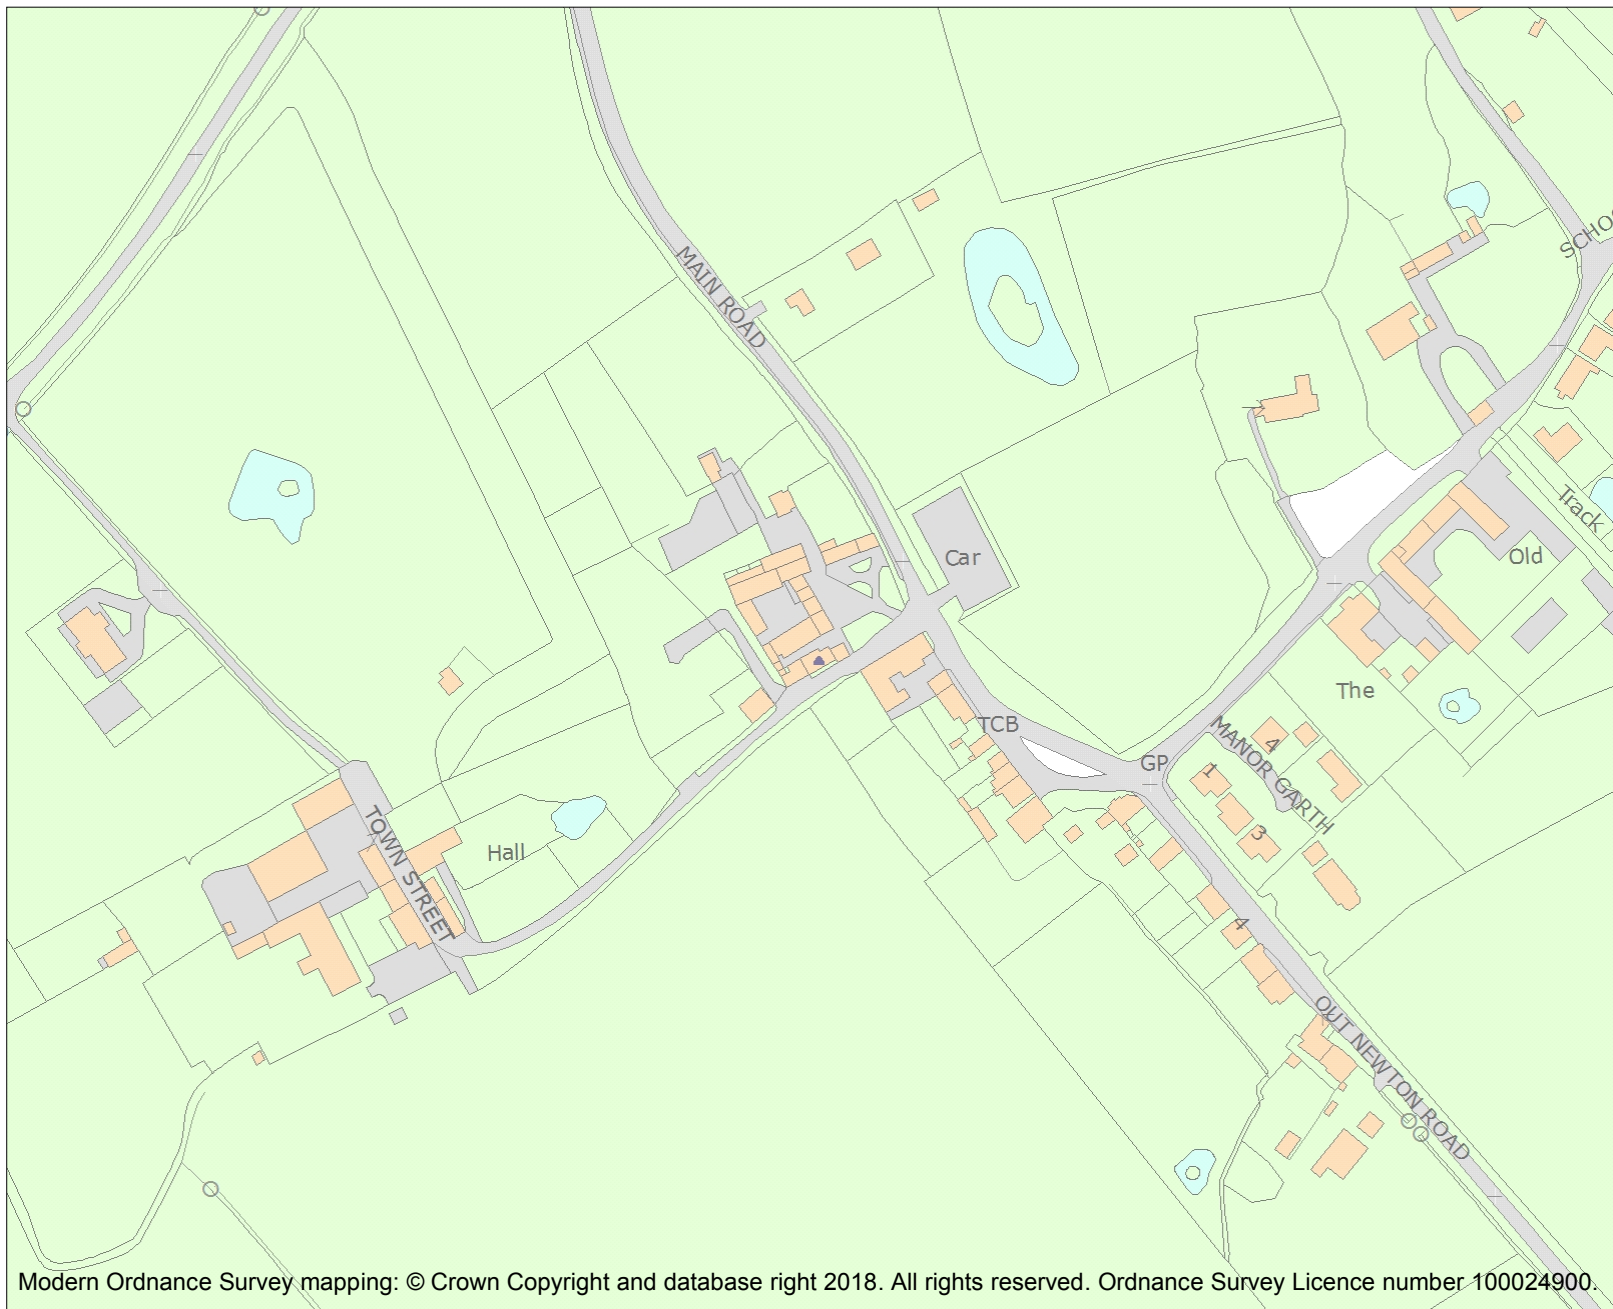 MAIN ROAD
SCHOO
Car
Track
Old
The
TCB
GP
MANOR GARTH
4
1
3
TOWN STREET
Hall
4
OUT NEWTON ROAD
Modern Ordnance Survey mapping: © Crown Copyright and database right 2018. All rights reserved. Ordnance Survey Licence number 100024900.